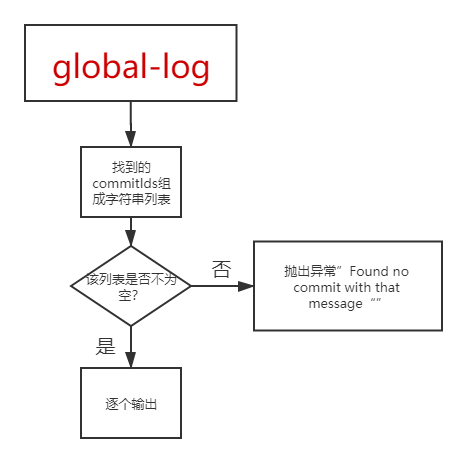 global-log
找到的
commitIds组
成字符串列表
该列表是否不为
空?
否
抛出异常”Found no
commit with that
message “”
是
逐个输出